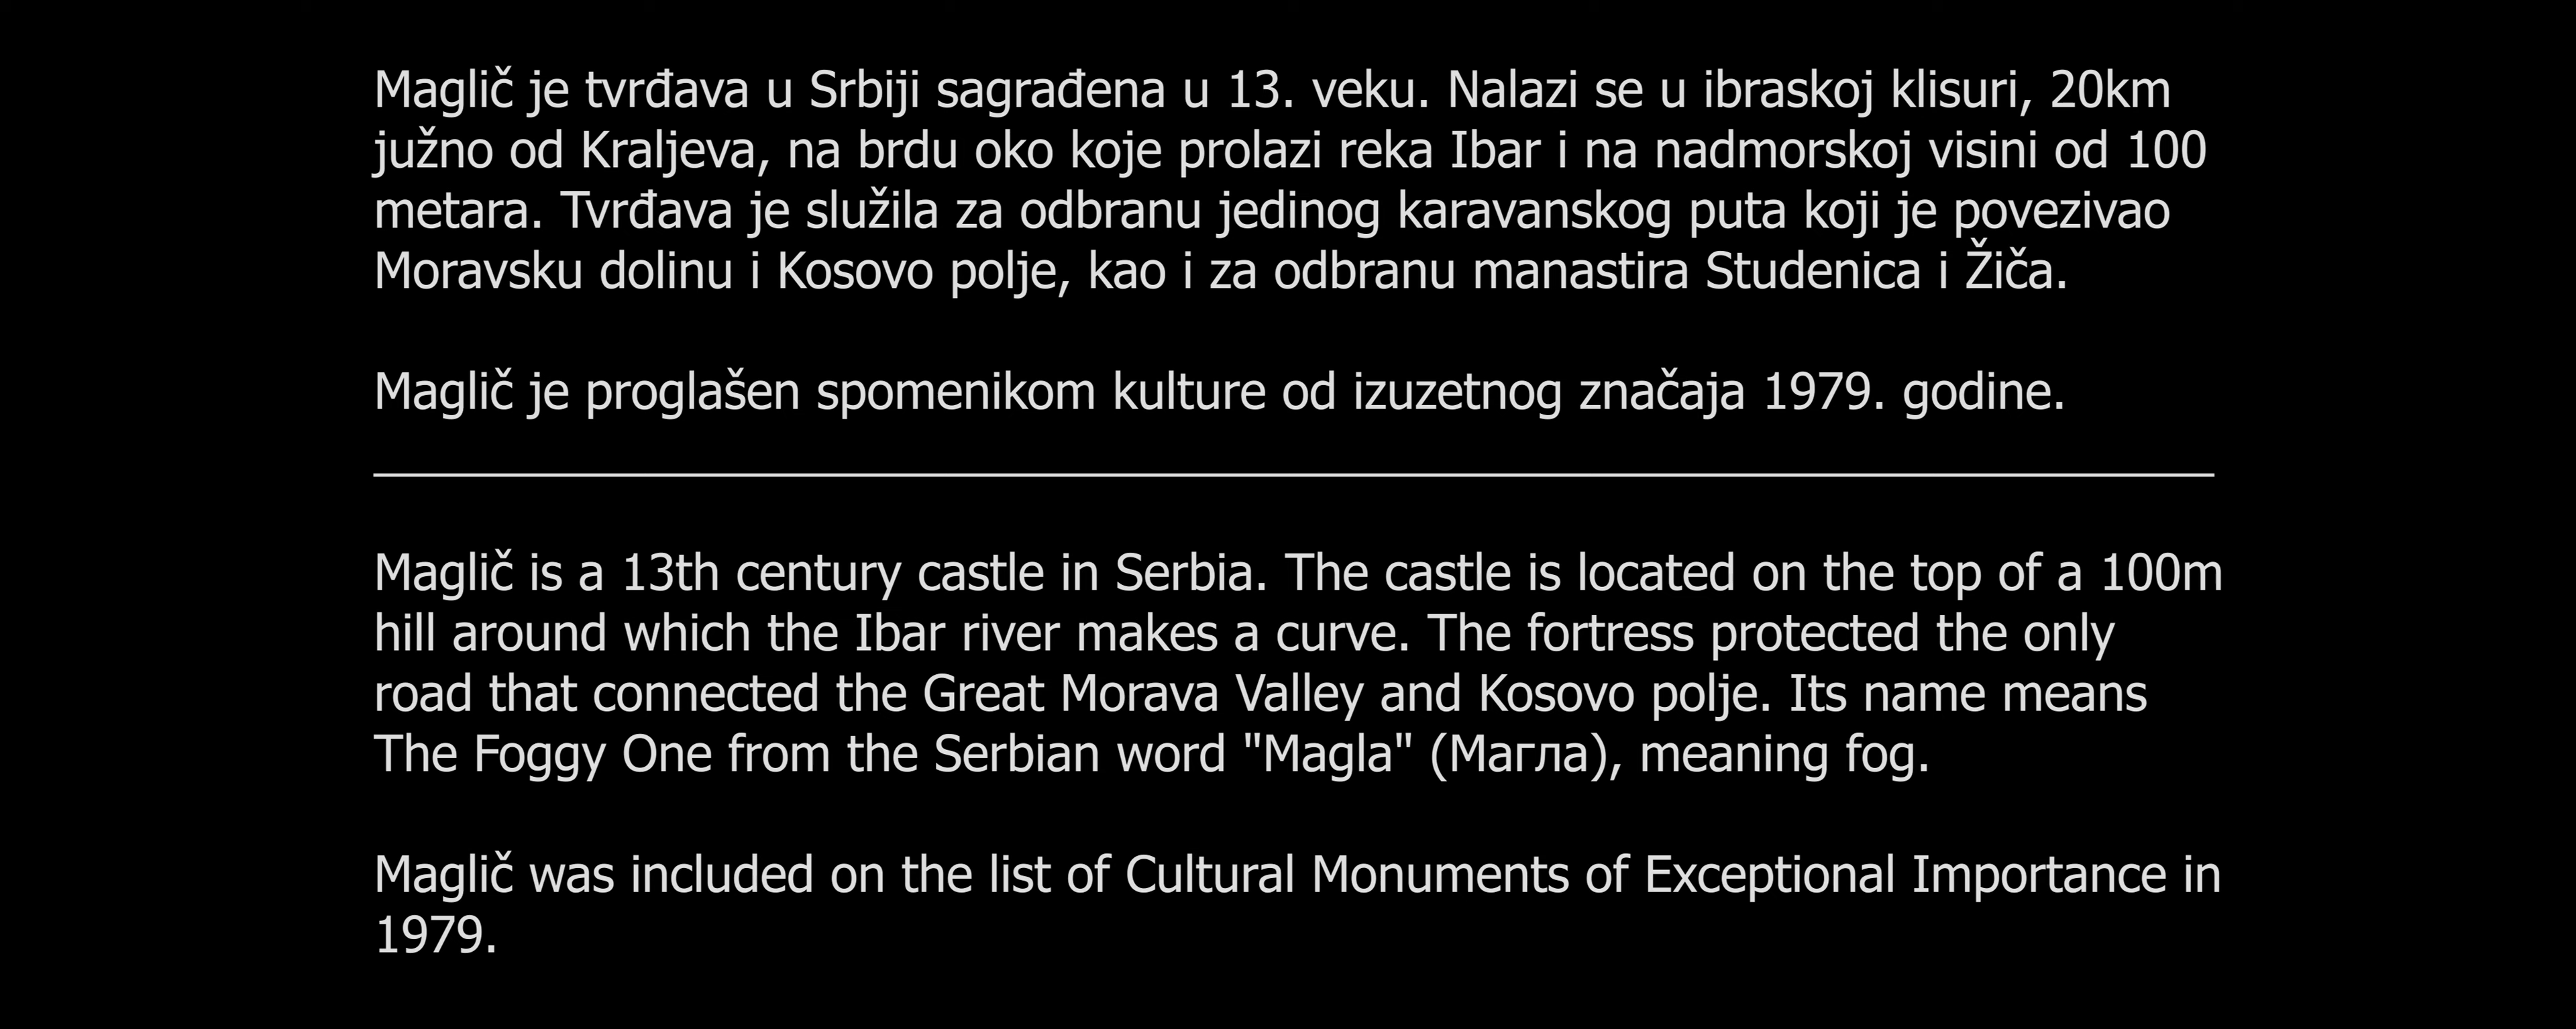 Maglič je tvrđava u Srbiji sagrađena u 13. veku. Nalazi se u ibraskoj klisuri, 20km
južno od Kraljeva, na brdu oko koje prolazi reka Ibar i na nadmorskoj visini od 100
metara. Tvrđava je služila za odbranu jedinog karavanskog puta koji je povezivao
Moravsku dolinu i Kosovo polje, kao i za odbranu manastira Studenica i Žiča.
Maglič je proglašen spomenikom kulture od izuzetnog značaja 1979. godine.
Maglič is a 13th century castle in Serbia. The castle is located on the top of a 100m
hill around which the Ibar river makes a curve. The fortress protected the only
road that connected the Great Morava Valley and Kosovo polje. Its name means
The Foggy One from the Serbian word "Magla" (Магла), meaning fog.
Maglič was included on the list of Cultural Monuments of Exceptional Importance in
1979.